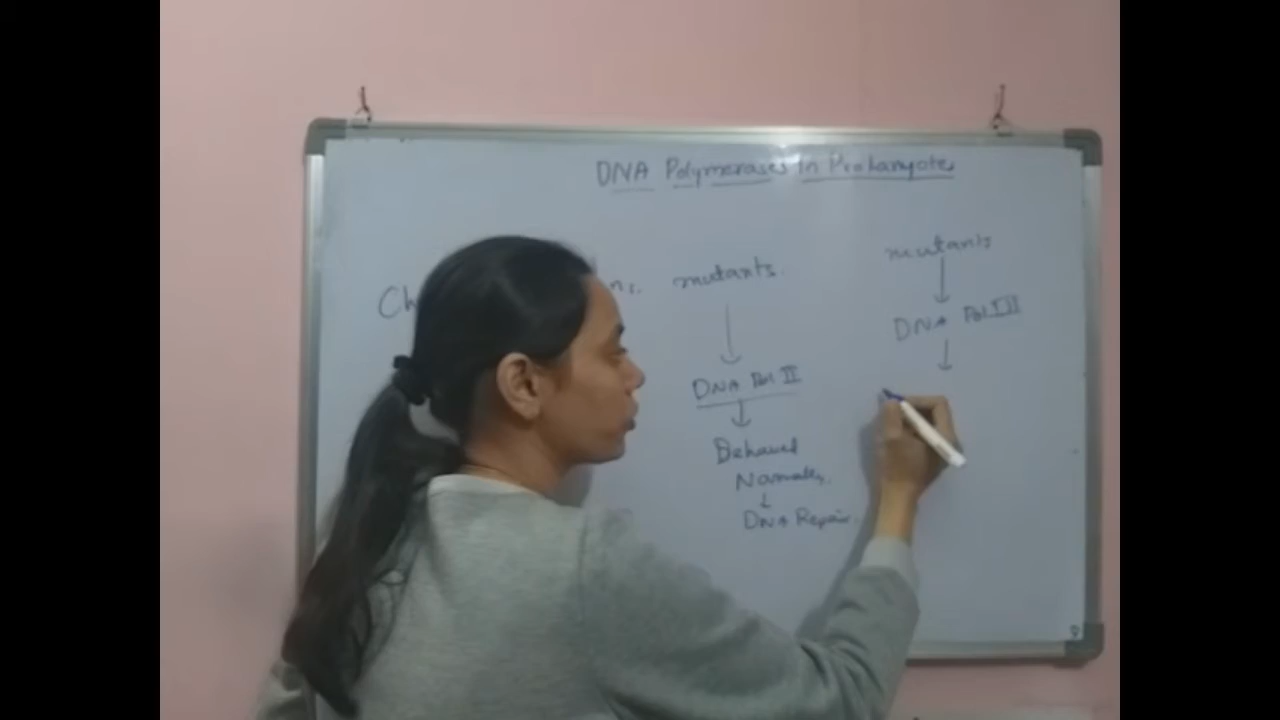 DNA Polymerases In Prokaryotes
mutants.
DNA Pol II
Behaved
Normally.
DNA Repair.
mutants
DNA Pol III